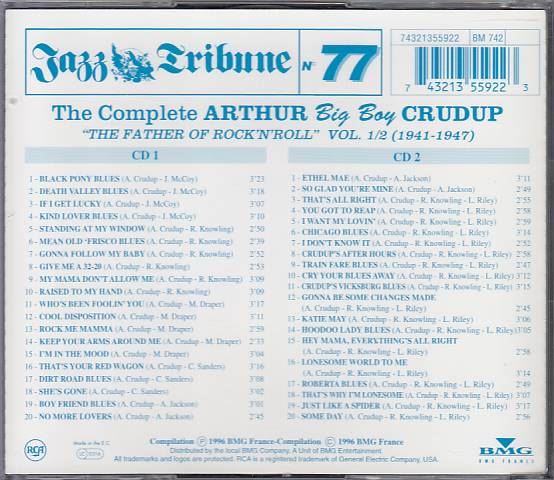 Jazz Tribune N° 77
74321355922 BM 742
7 43213 55922 3
The Complete ARTHUR Big Boy CRUDUP
"THE FATHER OF ROCK'N'ROLL" VOL. 1/2 (1941-1947)
CD 1
1 - BLACK PONY BLUES (A. Crudup - J. McCoy) 3'23
2 - DEATH VALLEY BLUES (A. Crudup - J. McCoy) 3'18
3 - IF I GET LUCKY (A. Crudup - J. McCoy) 3'07
4 - KIND LOVER BLUES (A. Crudup - J. McCoy) 3'10
5 - STANDING AT MY WINDOW (A. Crudup - R. Knowling) 2'50
6 - MEAN OLD 'FRISCO BLUES (A. Crudup - R. Knowling) 2'39
7 - GONNA FOLLOW MY BABY (A. Crudup - R. Knowling) 2'52
8 - GIVE ME A 32-20 (A. Crudup - R. Knowling) 2'53
9 - MY MAMA DON'T ALLOW ME (A. Crudup - R. Knowling) 3'09
10 - RAISED TO MY HAND (A. Crudup - R. Knowling) 3'09
11 - WHO'S BEEN FOOLIN' YOU (A. Crudup - M. Draper) 3'17
12 - COOL DISPOSITION (A. Crudup - M. Draper) 3'17
13 - ROCK ME MAMMA (A. Crudup - M. Draper) 2'59
14 - KEEP YOUR ARMS AROUND ME (A. Crudup - M. Draper) 2'33
15 - I'M IN THE MOOD (A. Crudup - M. Draper) 3'04
16 - THAT'S YOUR RED WAGON (A. Crudup - C. Sanders) 3'16
17 - DIRT ROAD BLUES (A. Crudup - C. Sanders) 3'08
18 - SHE'S GONE (A. Crudup - C. Sanders) 2'58
19 - BOY FRIEND BLUES (A. Crudup - A. Jackson) 3'01
20 - NO MORE LOVERS (A. Crudup - A. Jackson) 2'45
CD 2
1 - ETHEL MAE (A. Crudup - A. Jackson) 3'11
2 - SO GLAD YOU'RE MINE (A. Crudup - A. Jackson) 2'49
3 - THAT'S ALL RIGHT (A. Crudup - R. Knowling - L. Riley) 2'55
4 - YOU GOT TO REAP (A. Crudup - R. Knowling - L. Riley) 2'58
5 - I WANT MY LOVIN' (A. Crudup - R. Knowling - L. Riley) 2'59
6 - CHICAGO BLUES (A. Crudup - R. Knowling - L. Riley) 3'14
7 - I DON'T KNOW IT (A. Crudup - R. Knowling - L. Riley) 2'52
8 - CRUDUP'S AFTER HOURS (A. Crudup - R. Knowling - L. Riley) 2'58
9 - TRAIN FARE BLUES (A. Crudup - R. Knowling - L. Riley) 2'47
10 - CRY YOUR BLUES AWAY (A. Crudup - R. Knowling - L. Riley) 3'12
11 - CRUDUP'S VICKSBURG BLUES (A. Crudup - R. Knowling - L. Riley) 3'15
12 - GONNA BE SOME CHANGES MADE
(A. Crudup - R. Knowling - L. Riley) 2'45
13 - KATIE MAY (A. Crudup - R. Knowling - L. Riley) 3'06
14 - HOODOO LADY BLUES (A. Crudup - R. Knowling - L. Riley) 3'05
15 - HEY MAMA, EVERYTHING'S ALL RIGHT
(A. Crudup - R. Knowling - L. Riley) 2'58
16 - LONESOME WORLD TO ME
(A. Crudup - R. Knowling - L. Riley) 3'14
17 - ROBERTA BLUES (A. Crudup - R. Knowling - L. Riley) 2'49
18 - THAT'S WHY I'M LONESOME (A. Crudup - R. Knowling - L. Riley) 3'08
19 - JUST LIKE A SPIDER (A. Crudup - R. Knowling - L. Riley) 3'17
20 - SOME DAY (A. Crudup - R. Knowling - L. Riley) 2'56
RCA
Made in the E.C.
Compilation Ⓟ 1996 BMG France-Compilation © 1996 BMG France
Distributed by the local BMG Company. A Unit of BMG Entertainment.
All trademarks and logos are protected. RCA is a registered trademark of General Electric Company, USA.
BMG
BMG FRANCE